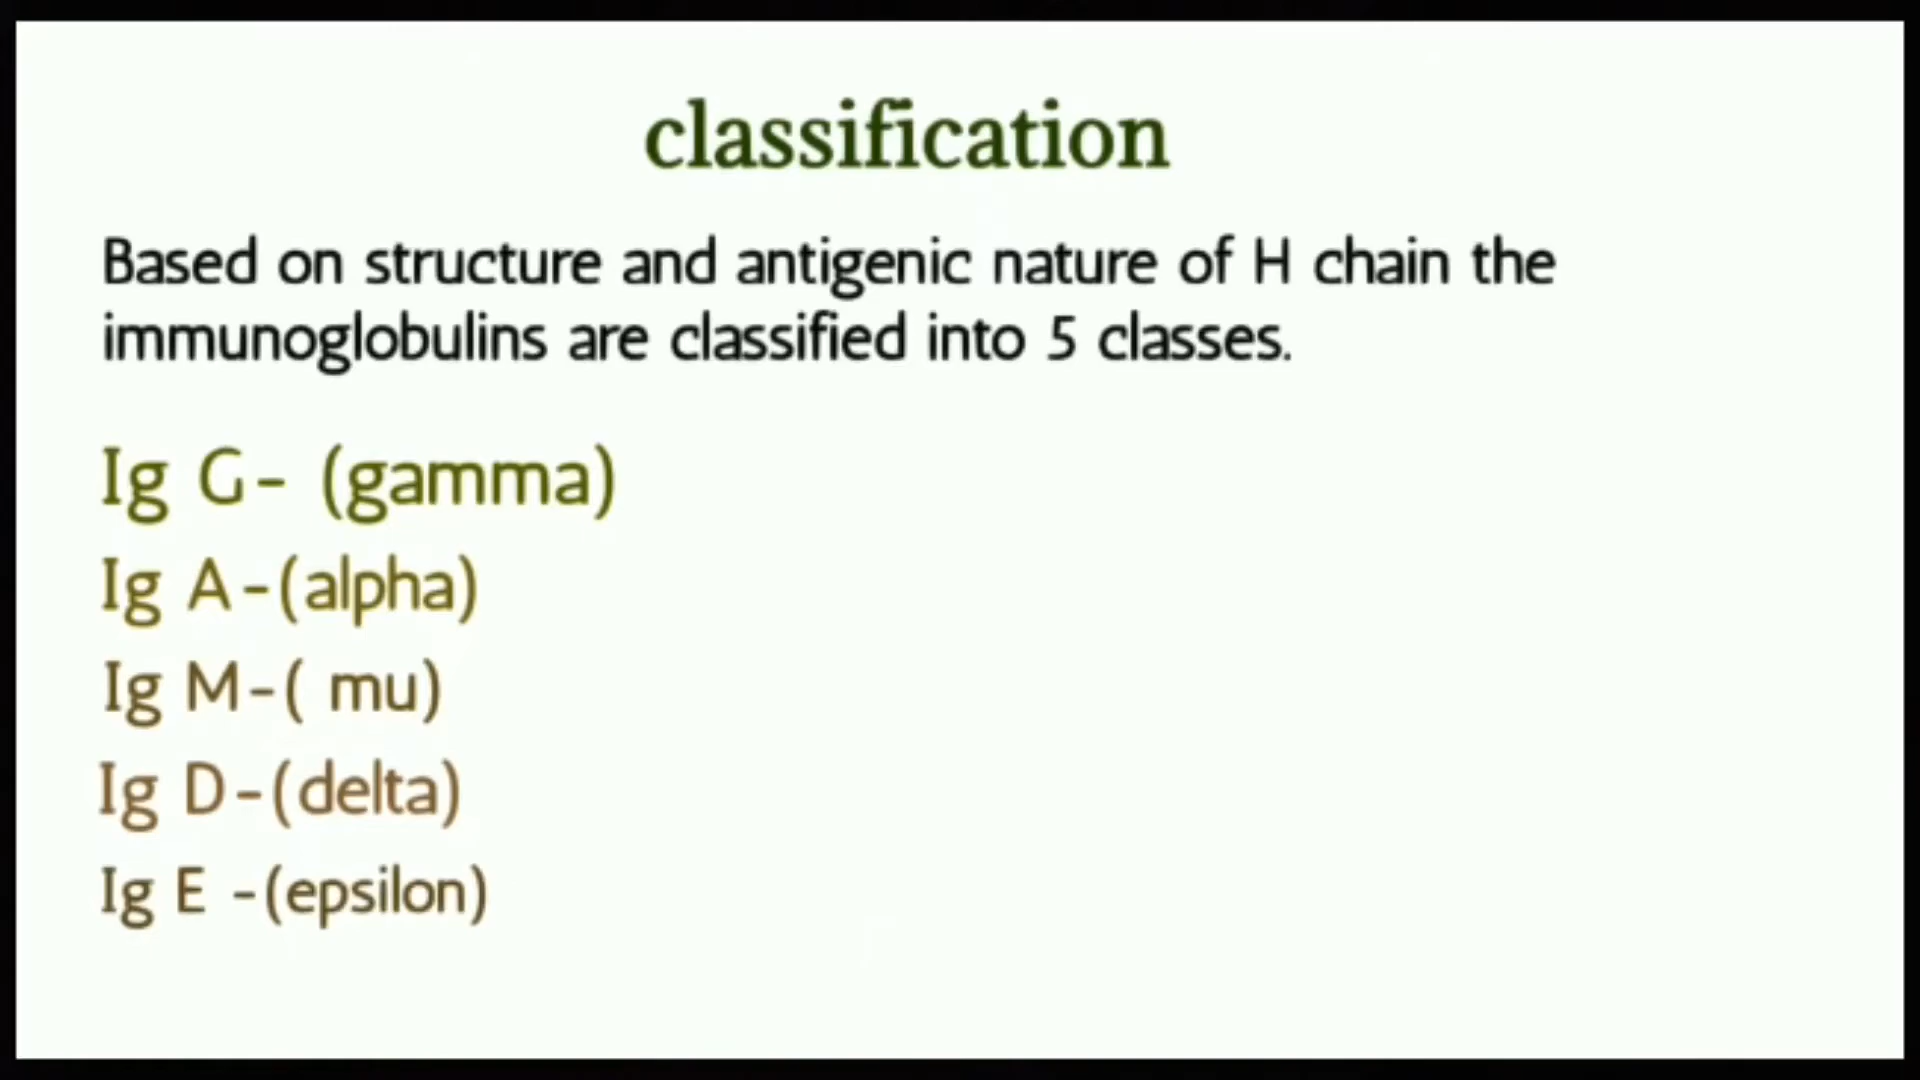 classification
Based on structure and antigenic nature of H chain the
immunoglobulins are classified into 5 classes.
Ig G- (gamma)
Ig A-(alpha)
Ig M-( mu)
Ig D-(delta)
Ig E -(epsilon)